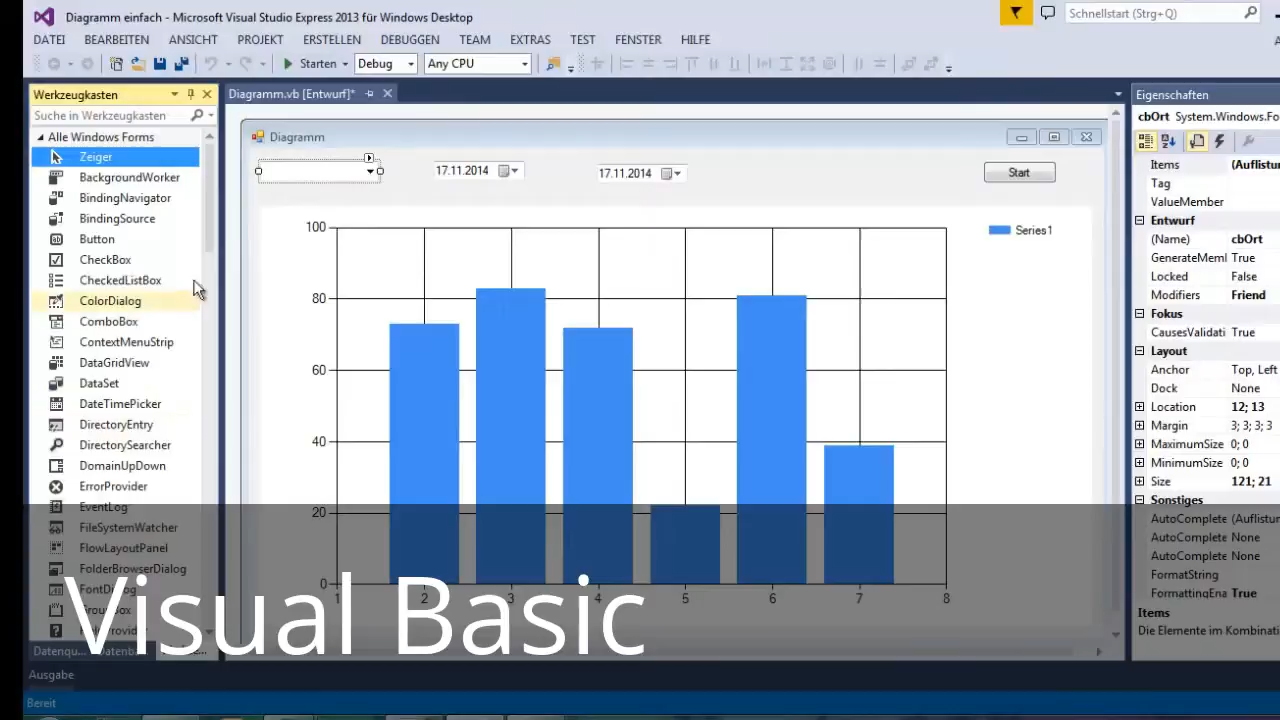 Diagramm einfach - Microsoft Visual Studio Express 2013 für Windows Desktop
Schnellstart (Strg+Q)
DATEI BEARBEITEN ANSICHT PROJEKT ERSTELLEN DEBUGGEN TEAM EXTRAS TEST FENSTER HILFE
Starten Debug Any CPU
Werkzeugkasten
Suche in Werkzeugkasten
Alle Windows Forms
Zeiger
BackgroundWorker
BindingNavigator
BindingSource
Button
CheckBox
CheckedListBox
ColorDialog
ComboBox
ContextMenuStrip
DataGridView
DataSet
DateTimePicker
DirectoryEntry
DirectorySearcher
DomainUpDown
ErrorProvider
EventLog
FileSystemWatcher
FlowLayoutPanel
FolderBrowserDialog
Datenqu...
Diagramm.vb [Entwurf]*
Diagramm
17.11.2014 17.11.2014 Start
100
80
60
40
20
0
1 2 3 4 5 6 7 8
Series1
Eigenschaften
cbOrt System.Windows.Fo
Items (Auflistur
Tag
ValueMember
Entwurf
(Name) cbOrt
GenerateMeml True
Locked False
Modifiers Friend
Fokus
CausesValidati True
Layout
Anchor Top, Left
Dock None
Location 12; 13
Margin 3; 3; 3; 3
MaximumSize 0; 0
MinimumSize 0; 0
Size 121; 21
Sonstiges
AutoComplete (Auflistur
AutoComplete None
AutoComplete None
FormatString
FormattingEna True
Items
Die Elemente im Kombinati
Visual Basic
Ausgabe
Bereit